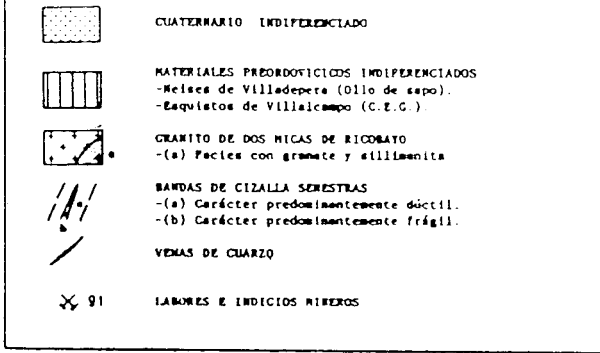 CUATERNARIO INDIFERENCIADO
MATERIALES PREORDOVICICOS INDIFERENCIADOS
-Neises de Villadepera (Ollo de sapo).
-Esquistos de Villalcampo (C.E.G.).
GRANITO DE DOS MICAS DE RICOBAYO
a
-(a) Facies con granate y sillimanita
BANDAS DE CIZALLA SENESTRAS
a
-(a) Carácter predominantemente dúctil.
b
-(b) Carácter predominantemente frágil.
VENAS DE CUARZO
91
LABORES E INDICIOS MINEROS